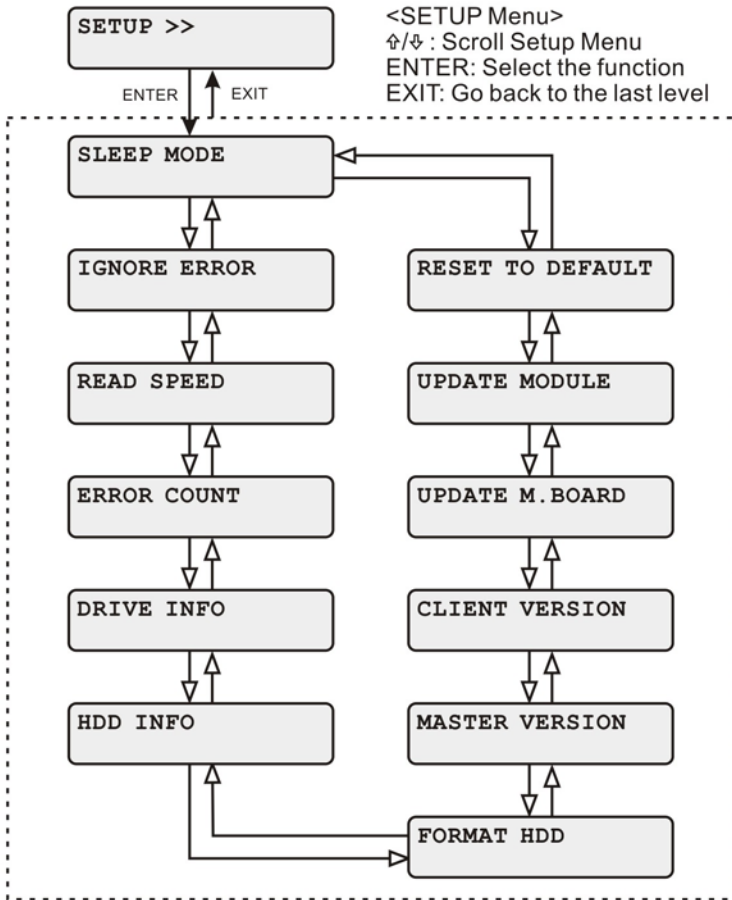 SETUP >>
<SETUP Menu>
⇧/⇩ : Scroll Setup Menu
ENTER: Select the function
EXIT: Go back to the last level
ENTER
EXIT
SLEEP MODE
IGNORE ERROR
READ SPEED
ERROR COUNT
DRIVE INFO
HDD INFO
RESET TO DEFAULT
UPDATE MODULE
UPDATE M.BOARD
CLIENT VERSION
MASTER VERSION
FORMAT HDD